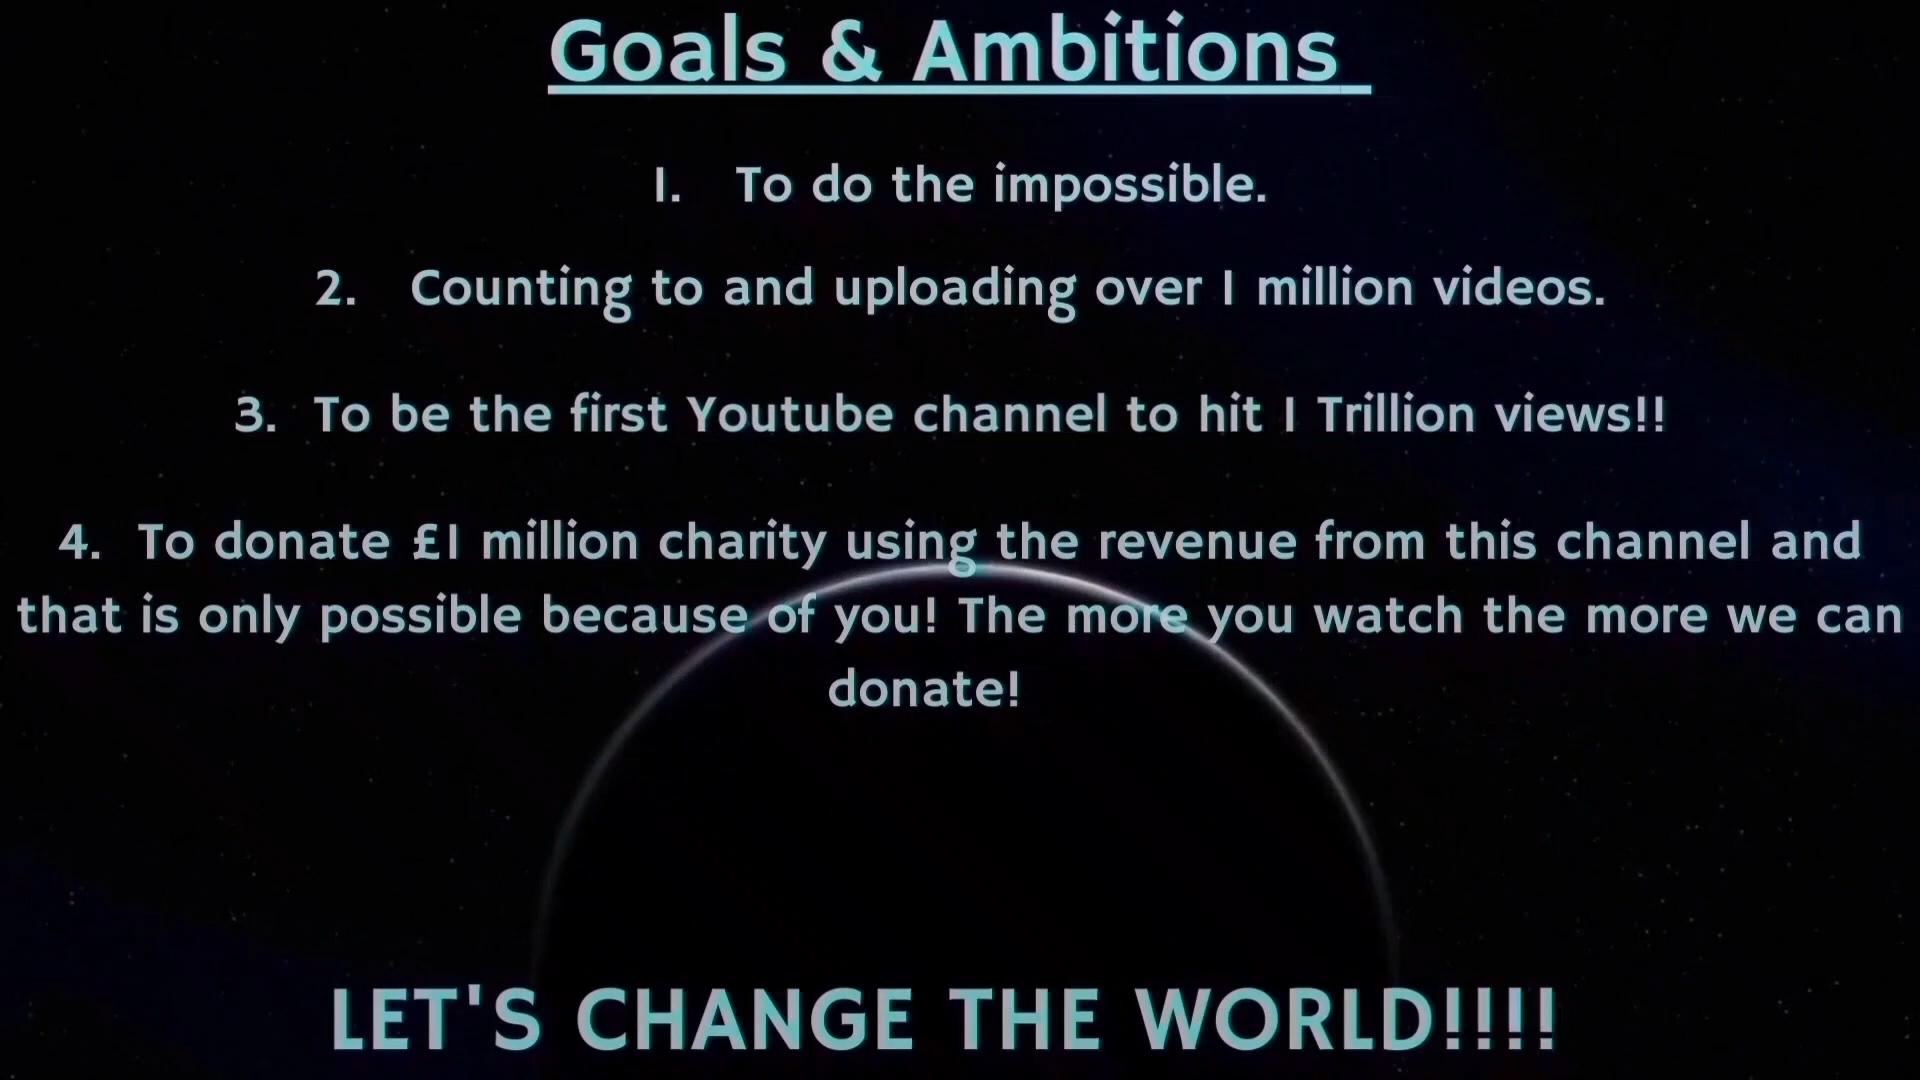 Goals & Ambitions
1. To do the impossible.
2. Counting to and uploading over 1 million videos.
3. To be the first Youtube channel to hit 1 Trillion views!!
4. To donate £1 million charity using the revenue from this channel and
that is only possible because of you! The more you watch the more we can
donate!
LET'S CHANGE THE WORLD!!!!